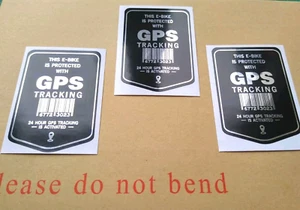 THIS E-BIKE
IS PROTECTED
WITH
GPS
TRACKING
24 HOUR GPS TRACKING
IS ACTIVATED
THIS E-BIKE
IS PROTECTED
WITH
GPS
TRACKING
24 HOUR GPS TRACKING
— IS ACTIVATED —
THIS E-BIKE
IS PROTECTED
WITH
GPS
TRACKING
24 HOUR GPS TRACKING
— IS ACTIVATED —
lease do not bend